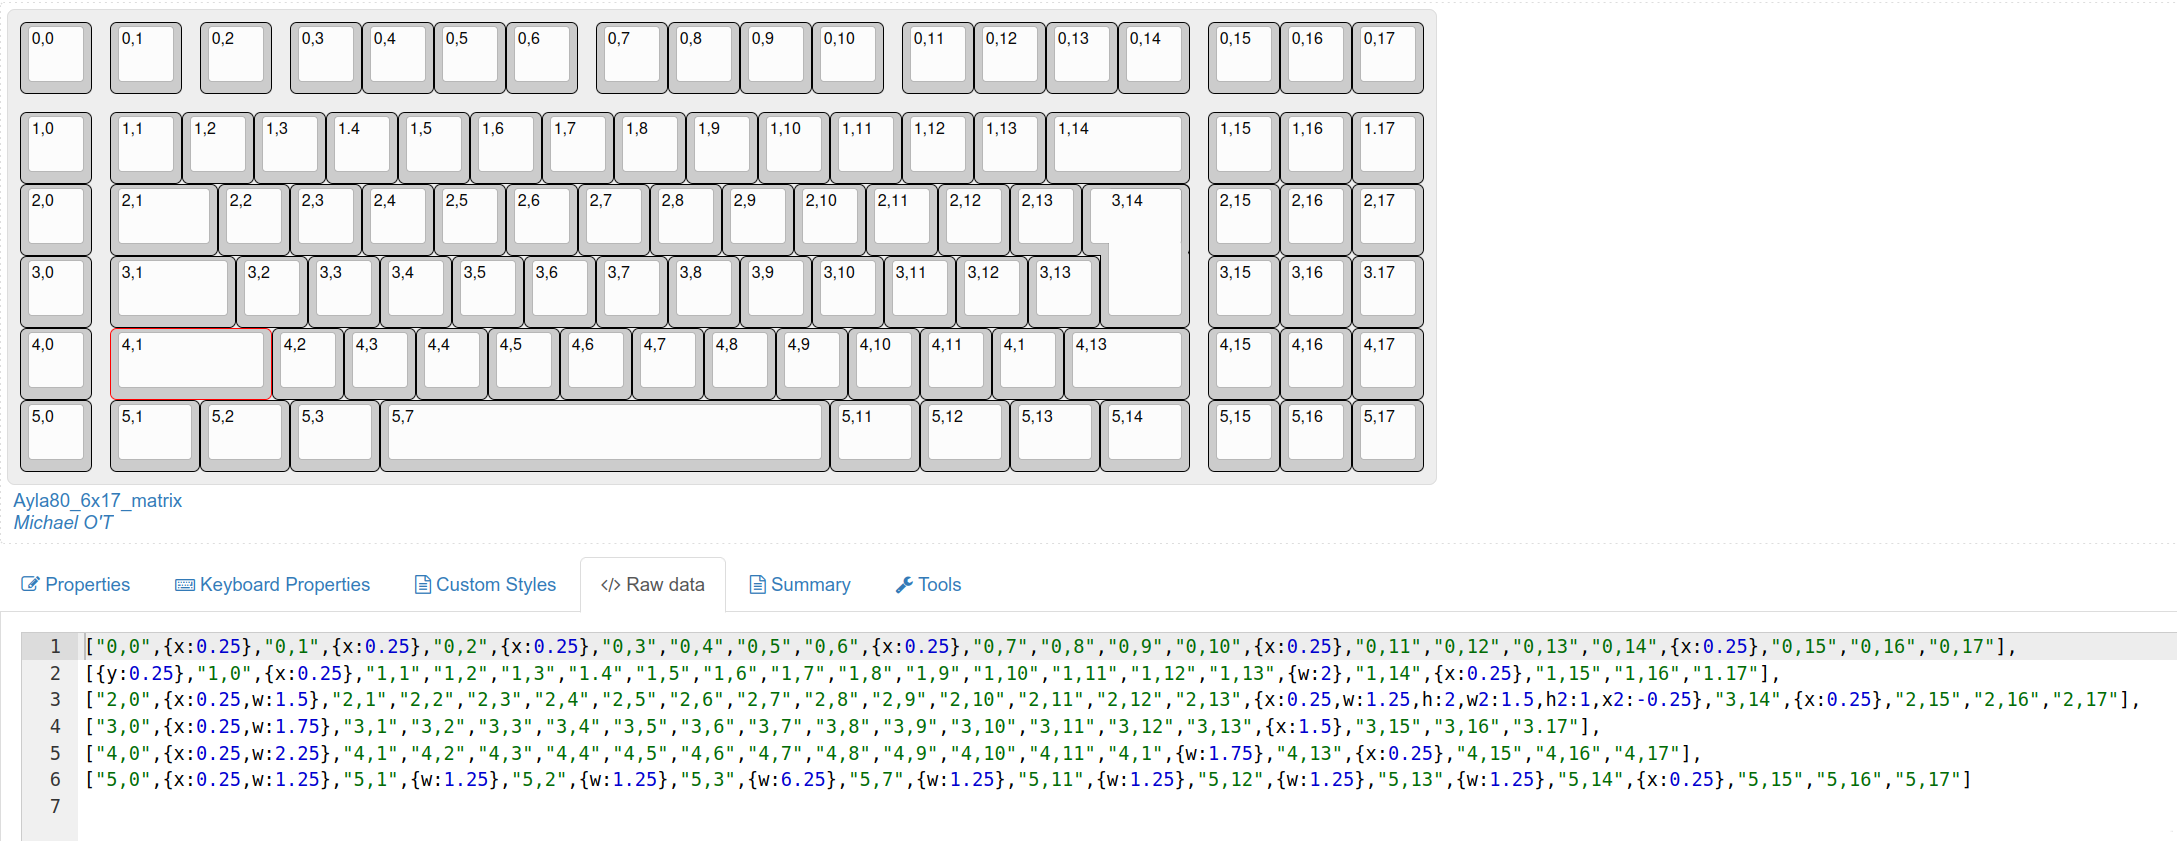 0,0 0,1 0,2 0,3 0,4 0,5 0,6 0,7 0,8 0,9 0,10 0,11 0,12 0,13 0,14 0,15 0,16 0,17
1,0 1,1 1,2 1,3 1.4 1,5 1,6 1,7 1,8 1,9 1,10 1,11 1,12 1,13 1,14 1,15 1,16 1.17
2,0 2,1 2,2 2,3 2,4 2,5 2,6 2,7 2,8 2,9 2,10 2,11 2,12 2,13 3,14 2,15 2,16 2,17
3,0 3,1 3,2 3,3 3,4 3,5 3,6 3,7 3,8 3,9 3,10 3,11 3,12 3,13 3,15 3,16 3.17
4,0 4,1 4,2 4,3 4,4 4,5 4,6 4,7 4,8 4,9 4,10 4,11 4,1 4,13 4,15 4,16 4,17
5,0 5,1 5,2 5,3 5,7 5,11 5,12 5,13 5,14 5,15 5,16 5,17
Ayla80_6x17_matrix
Michael O'T
Properties Keyboard Properties Custom Styles </> Raw data Summary Tools
1 ["0,0",{x:0.25},"0,1",{x:0.25},"0,2",{x:0.25},"0,3","0,4","0,5","0,6",{x:0.25},"0,7","0,8","0,9","0,10",{x:0.25},"0,11","0,12","0,13","0,14",{x:0.25},"0,15","0,16","0,17"],
2 [{y:0.25},"1,0",{x:0.25},"1,1","1,2","1,3","1.4","1,5","1,6","1,7","1,8","1,9","1,10","1,11","1,12","1,13",{w:2},"1,14",{x:0.25},"1,15","1,16","1.17"],
3 ["2,0",{x:0.25,w:1.5},"2,1","2,2","2,3","2,4","2,5","2,6","2,7","2,8","2,9","2,10","2,11","2,12","2,13",{x:0.25,w:1.25,h:2,w2:1.5,h2:1,x2:-0.25},"3,14",{x:0.25},"2,15","2,16","2,17"],
4 ["3,0",{x:0.25,w:1.75},"3,1","3,2","3,3","3,4","3,5","3,6","3,7","3,8","3,9","3,10","3,11","3,12","3,13",{x:1.5},"3,15","3,16","3.17"],
5 ["4,0",{x:0.25,w:2.25},"4,1","4,2","4,3","4,4","4,5","4,6","4,7","4,8","4,9","4,10","4,11","4,1",{w:1.75},"4,13",{x:0.25},"4,15","4,16","4,17"],
6 ["5,0",{x:0.25,w:1.25},"5,1",{w:1.25},"5,2",{w:1.25},"5,3",{w:6.25},"5,7",{w:1.25},"5,11",{w:1.25},"5,12",{w:1.25},"5,13",{w:1.25},"5,14",{x:0.25},"5,15","5,16","5,17"]
7